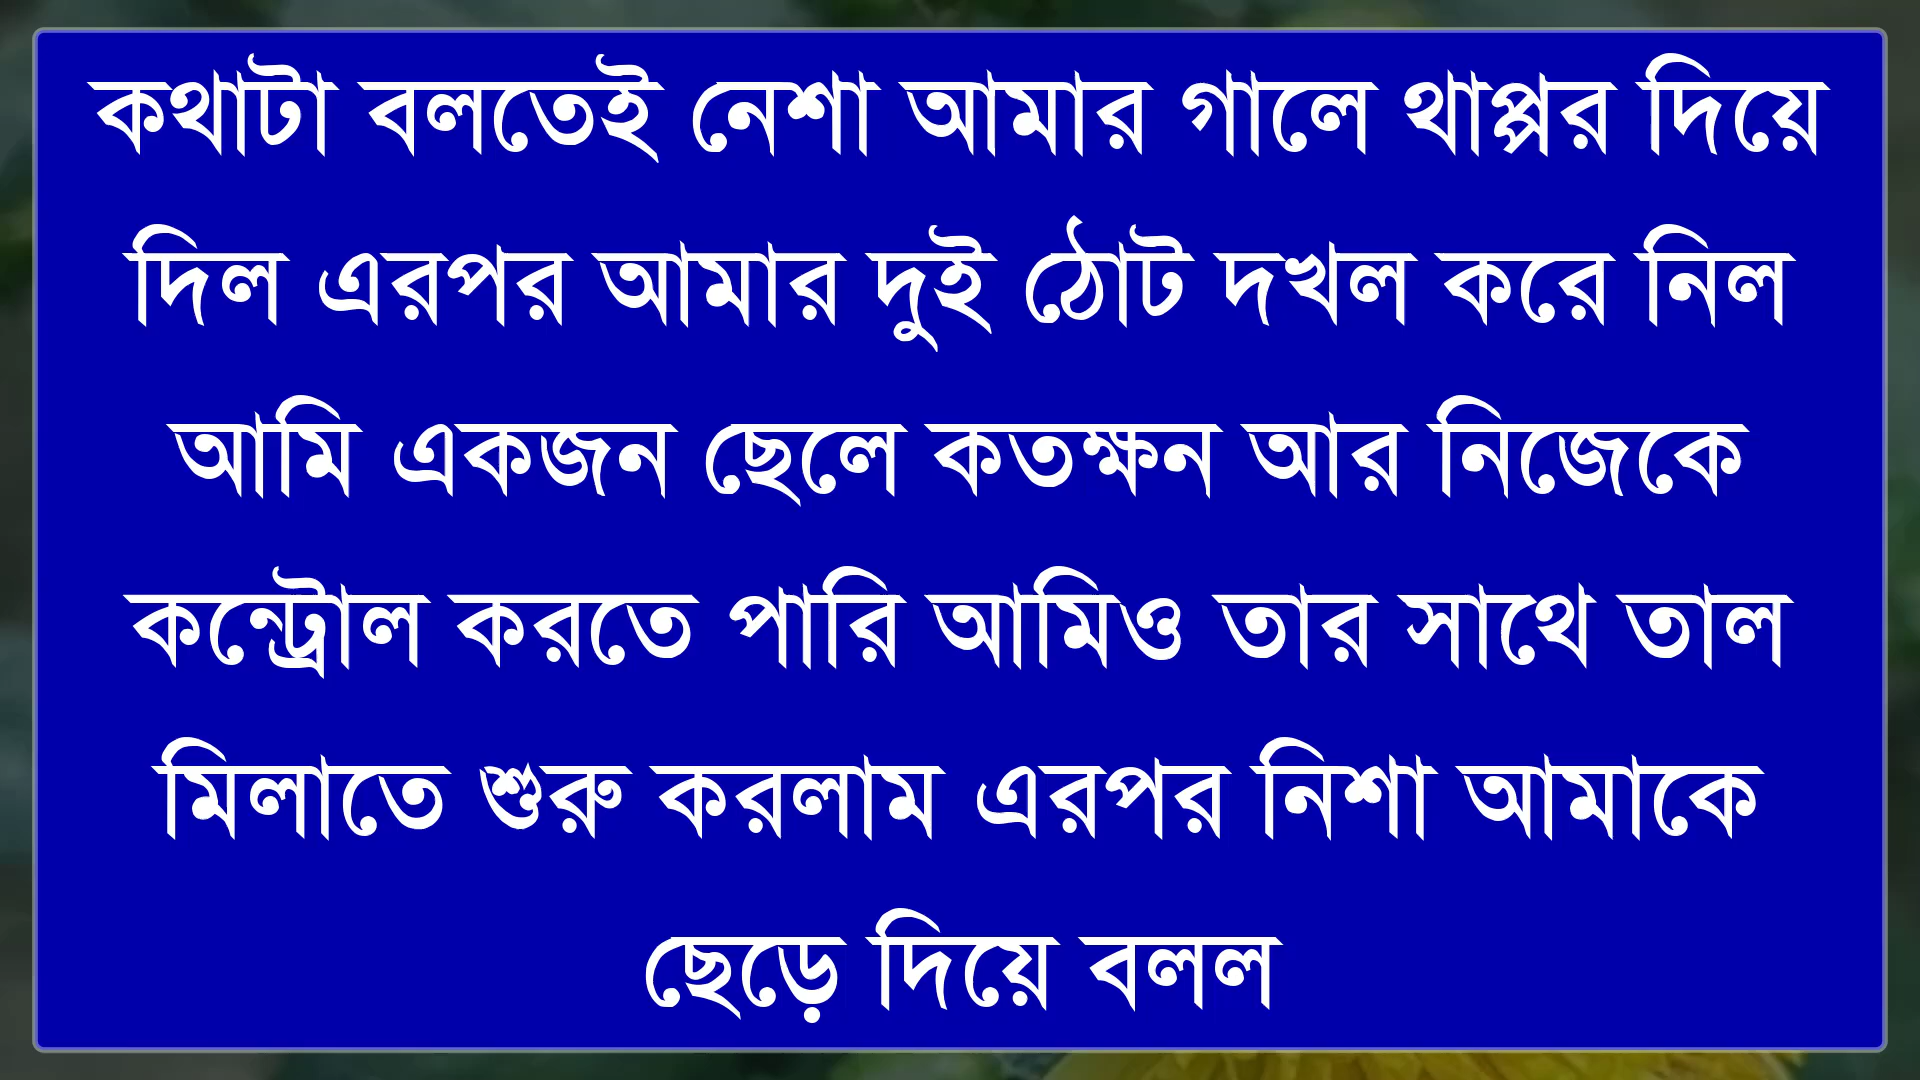 কথাটা বলতেই নেশা আমার গালে থাপ্পর দিয়ে
দিল এরপর আমার দুই ঠোট দখল করে নিল
আমি একজন ছেলে কতক্ষন আর নিজেকে
কন্ট্রোল করতে পারি আমিও তার সাথে তাল
মিলাতে শুরু করলাম এরপর নিশা আমাকে
ছেড়ে দিয়ে বলল